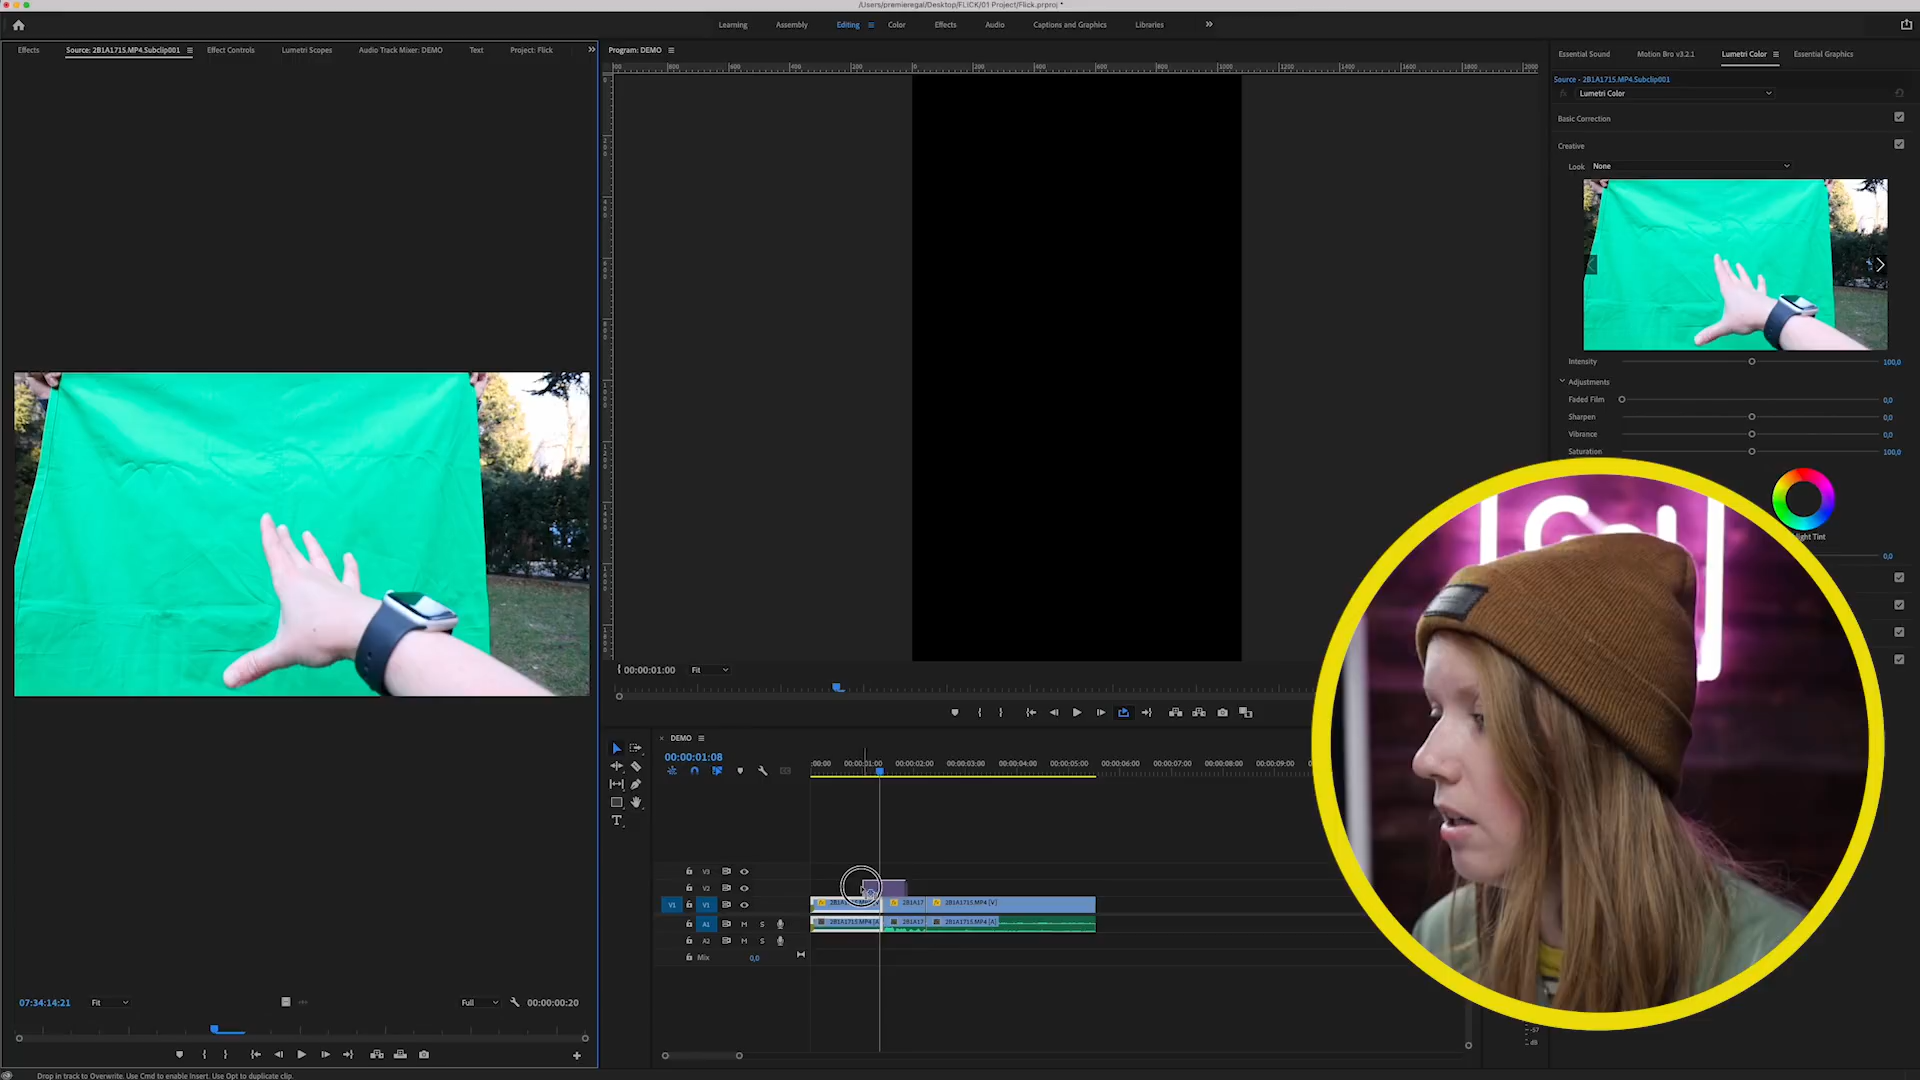 /Users/premieregal/Desktop/FLICK/01 Project/Flick.prproj *
Learning Assembly Editing Color Effects Audio Captions and Graphics Libraries
Effects Source: 2B1A1715.MP4.Subclip001 Effect Controls Lumetri Scopes Audio Track Mixer: DEMO Text Project: Flick
Program: DEMO
Essential Sound Motion Bro v3.2.1 Lumetri Color Essential Graphics
Source - 2B1A1715.MP4.Subclip001
Lumetri Color
Basic Correction
Creative
Look None
Intensity 100,0
Adjustments
Faded Film 0,0
Sharpen 0,0
Vibrance 0,0
Saturation 100,0
light Tint
0,0
00:00:01:00 Fit
DEMO
00:00:01:08
:00:00 00:00:01:00 00:00:02:00 00:00:03:00 00:00:04:00 00:00:05:00 00:00:06:00 00:00:07:00 00:00:08:00 00:00:09:00
V3
V2
V1 V1 2B1A1715.MP4 [V 2B1A17 2B1A1715.MP4 [V]
A1 M S 2B1A1715.MP4 [A 2B1A17 2B1A1715.MP4 [A]
A2 M S
Mix 0,0
07:34:14:21 Fit Full 00:00:00:20
-57
dB
Drop in track to Overwrite. Use Cmd to enable Insert. Use Opt to duplicate clip.